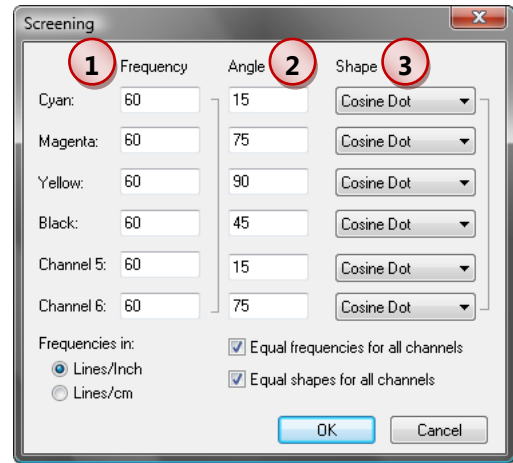 Screening
1 Frequency Angle 2 Shape 3
Cyan: 60 15 Cosine Dot
Magenta: 60 75 Cosine Dot
Yellow: 60 90 Cosine Dot
Black: 60 45 Cosine Dot
Channel 5: 60 15 Cosine Dot
Channel 6: 60 75 Cosine Dot
Frequencies in:
Equal frequencies for all channels
Lines/Inch
Equal shapes for all channels
Lines/cm
OK Cancel